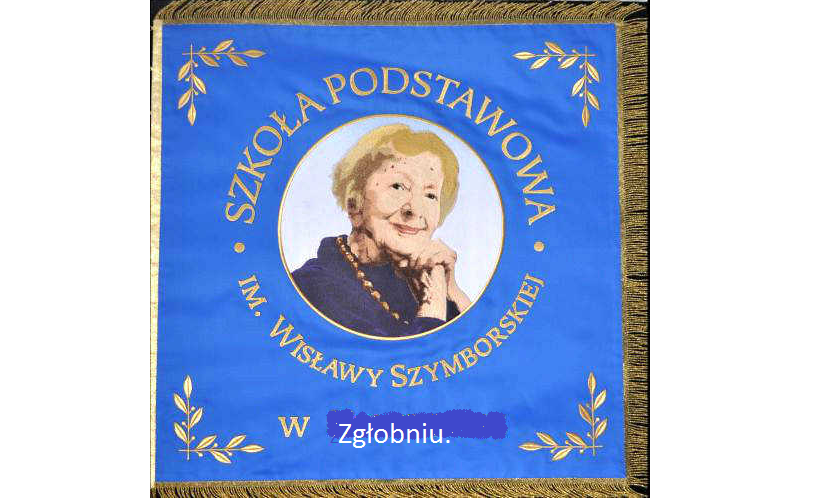 SZKOŁA PODSTAWOWA
IM. WISŁAWY SZYMBORSKIEJ
W Zgłobniu.